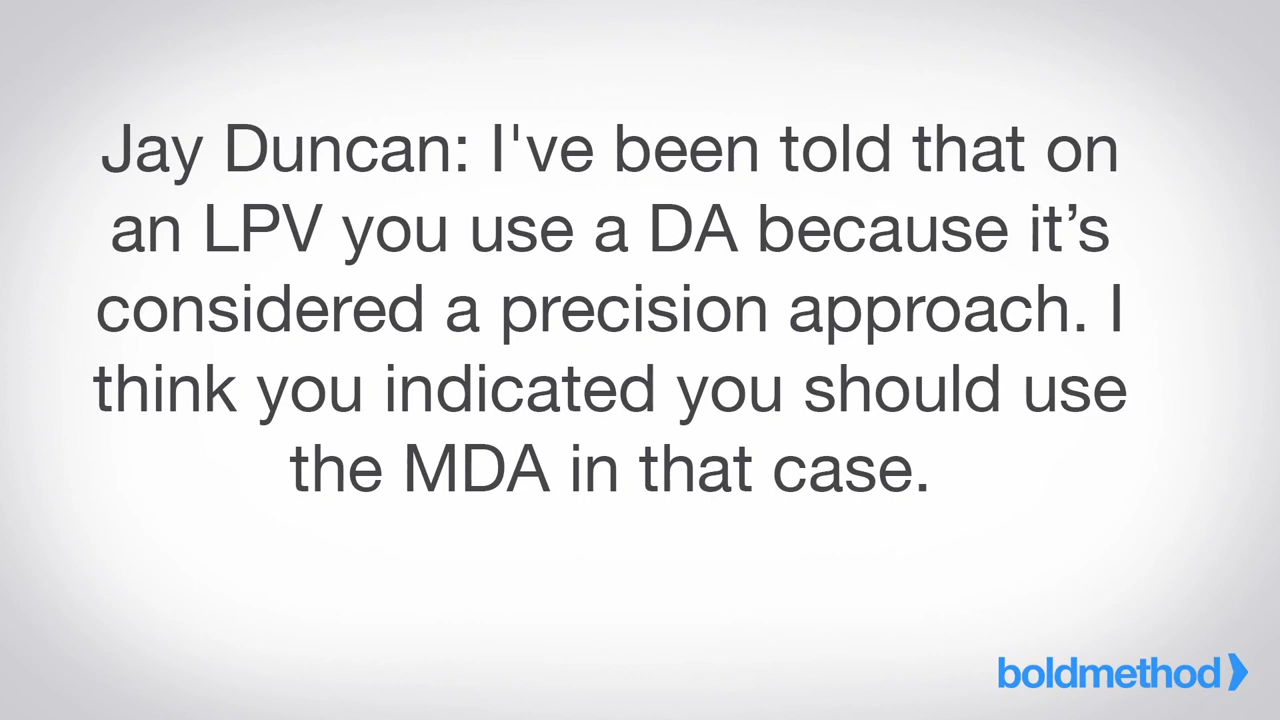 Jay Duncan: I've been told that on
an LPV you use a DA because it’s
considered a precision approach. I
think you indicated you should use
the MDA in that case.
boldmethod